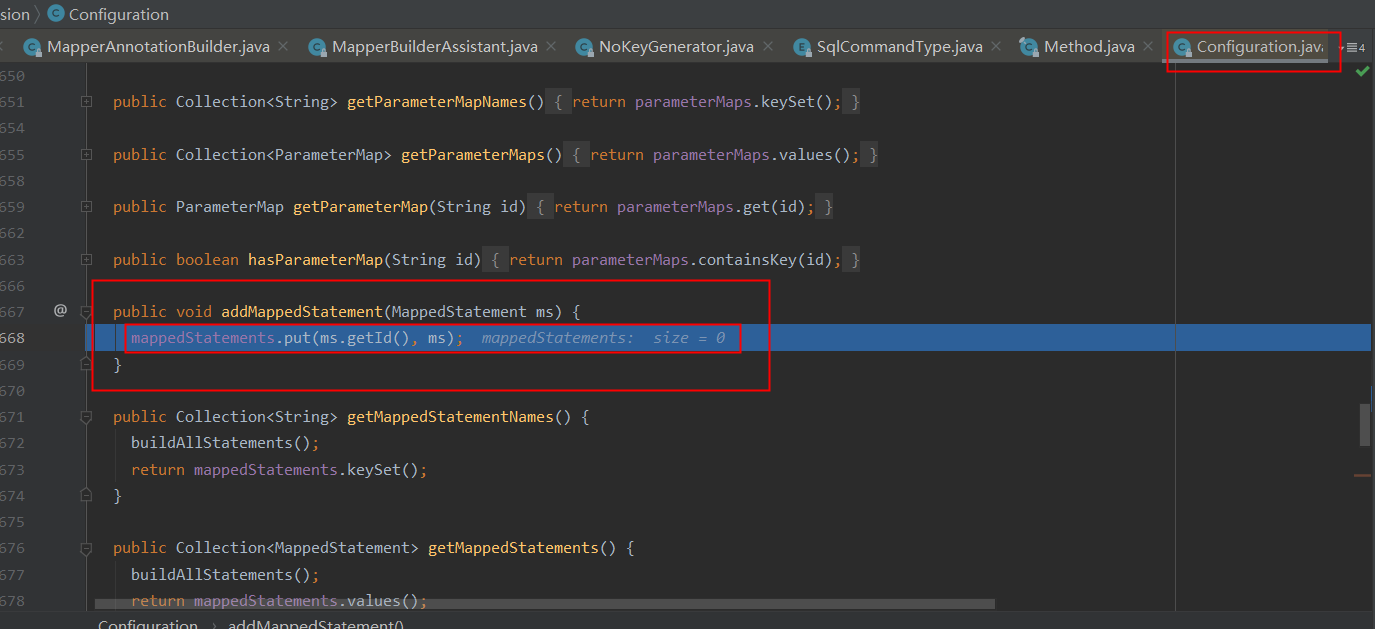 sion 〉 C Configuration
MapperAnnotationBuilder.java × MapperBuilderAssistant.java × NoKeyGenerator.java × SqlCommandType.java × Method.java × Configuration.java 4
650
651 public Collection<String> getParameterMapNames() { return parameterMaps.keySet(); }
654
655 public Collection<ParameterMap> getParameterMaps() { return parameterMaps.values(); }
658
659 public ParameterMap getParameterMap(String id) { return parameterMaps.get(id); }
662
663 public boolean hasParameterMap(String id) { return parameterMaps.containsKey(id); }
666
667 @ public void addMappedStatement(MappedStatement ms) {
668 mappedStatements.put(ms.getId(), ms); mappedStatements: size = 0
669 }
670
671 public Collection<String> getMappedStatementNames() {
672 buildAllStatements();
673 return mappedStatements.keySet();
674 }
675
676 public Collection<MappedStatement> getMappedStatements() {
677 buildAllStatements();
678 return mappedStatements.values();
Configuration › addMappedStatement()